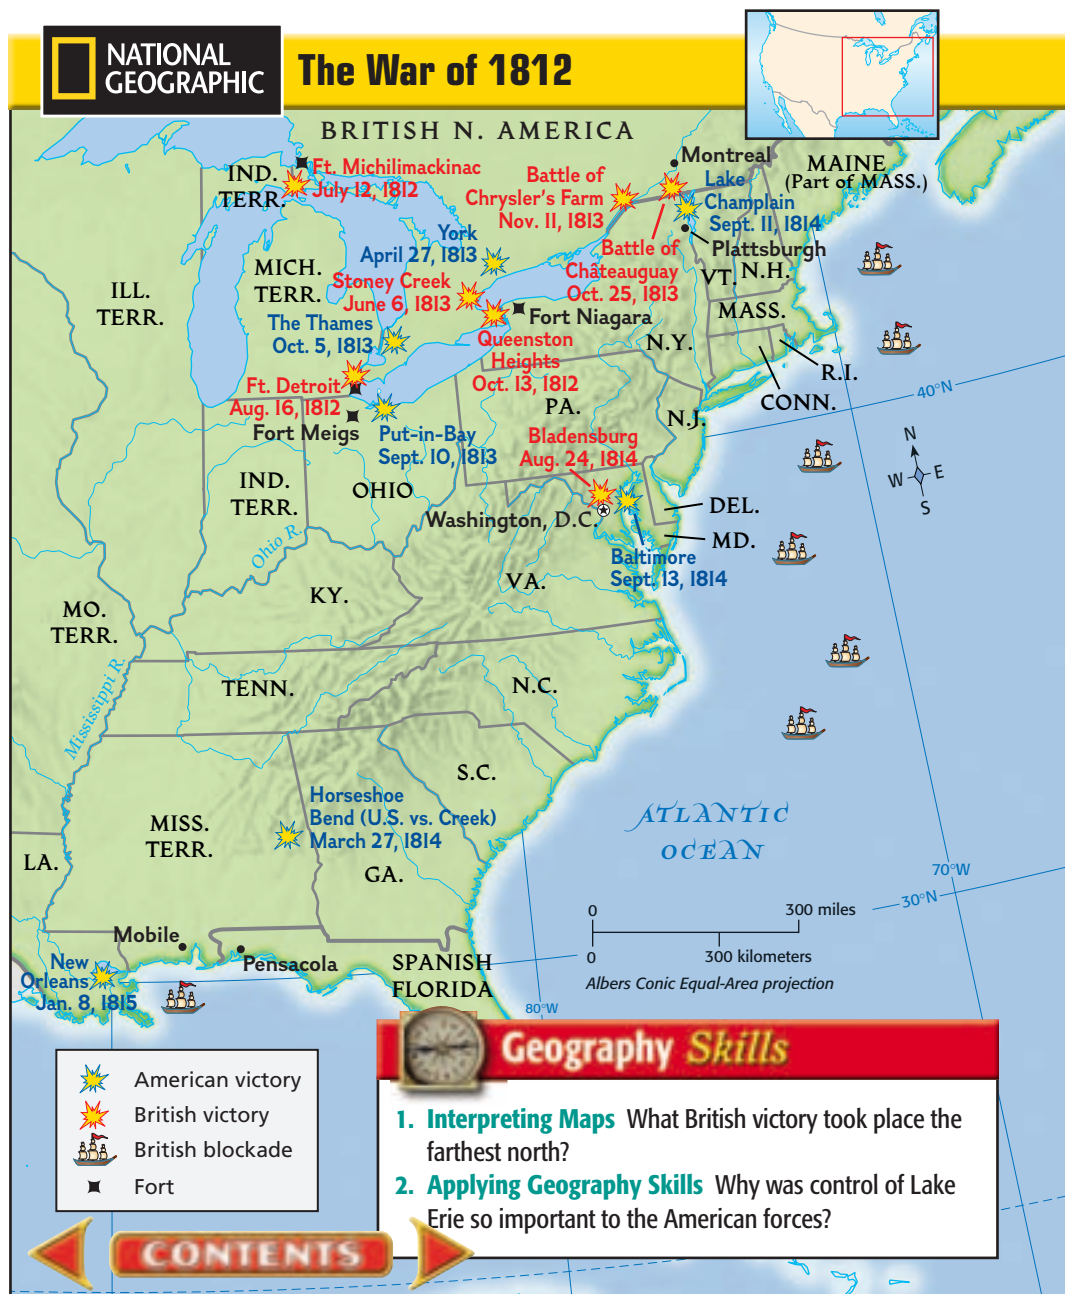 NATIONAL
GEOGRAPHIC
The War of 1812
BRITISH N. AMERICA
Ft. Michilimackinac
July 12, 1812
IND.
TERR.
Battle of
Chrysler's Farm
Nov. 11, 1813
Montreal
Lake
Champlain
Sept. 11, 1814
Plattsburgh
MAINE
(Part of MASS.)
York
April 27, 1813
Battle of
Châteauguay
Oct. 25, 1813
VT.
N.H.
MICH.
TERR.
Stoney Creek
June 6, 1813
ILL.
TERR.
The Thames
Oct. 5, 1813
Fort Niagara
MASS.
Queenston
Heights
Oct. 13, 1812
N.Y.
R.I.
CONN.
Ft. Detroit
Aug. 16, 1812
Fort Meigs
PA.
N.J.
40°N
Put-in-Bay
Sept. 10, 1813
Bladensburg
Aug. 24, 1814
N
W
E
S
IND.
TERR.
OHIO
Washington, D.C.
DEL.
MD.
Ohio R.
Baltimore
Sept. 13, 1814
VA.
KY.
MO.
TERR.
Mississippi R.
TENN.
N.C.
S.C.
Horseshoe
Bend (U.S. vs. Creek)
March 27, 1814
MISS.
TERR.
LA.
GA.
ATLANTIC
OCEAN
70°W
30°N
0
300 miles
0
300 kilometers
Albers Conic Equal-Area projection
Mobile
Pensacola
New
Orleans
Jan. 8, 1815
SPANISH
FLORIDA
80°W
American victory
British victory
British blockade
Fort
Geography Skills
1. Interpreting Maps What British victory took place the
farthest north?
2. Applying Geography Skills Why was control of Lake
Erie so important to the American forces?
CONTENTS